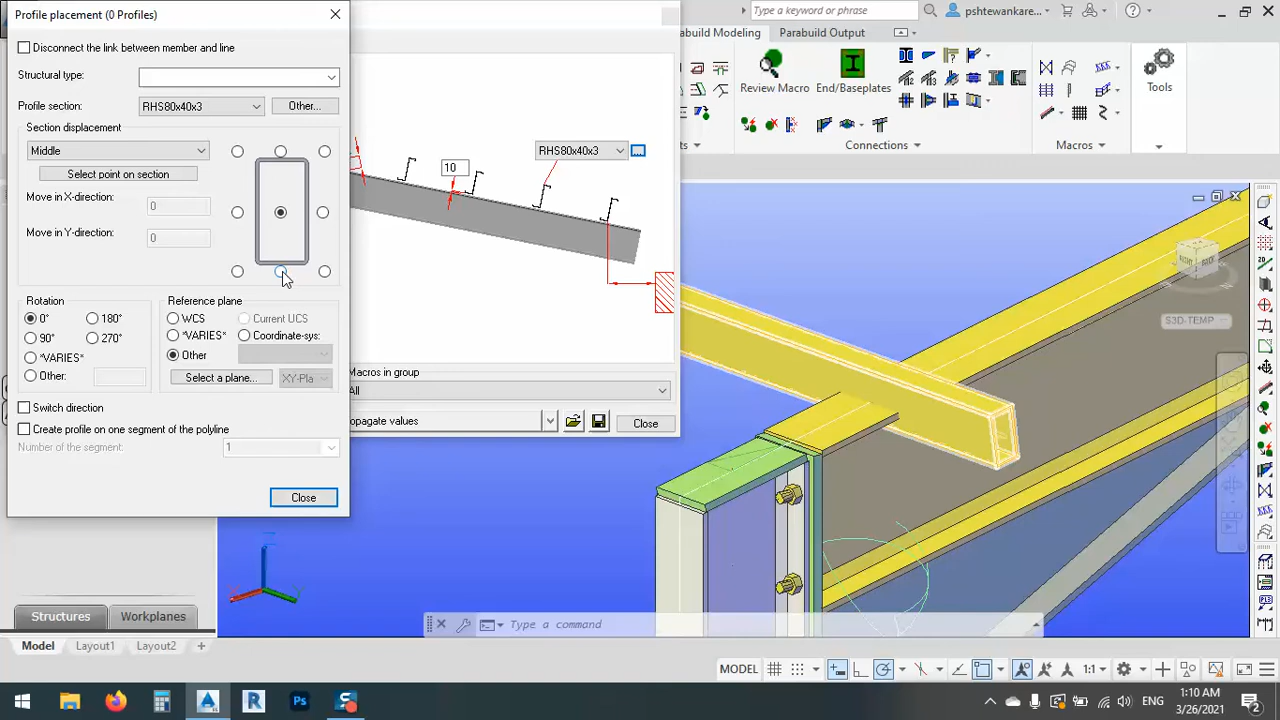 Profile placement (0 Profiles)
Disconnect the link between member and line
Structural type:
Profile section:
RHS80x40x3
Other...
Section displacement
Middle
Select point on section
Move in X-direction:
0
Move in Y-direction:
0
Rotation
0°
180°
90°
270°
*VARIES*
Other:
Reference plane
WCS
Current UCS
*VARIES*
Coordinate-sys:
Other
Select a plane...
XY-Pla
Switch direction
Create profile on one segment of the polyline
Number of the segment:
1
Close
10
RHS80x40x3
Macros in group
All
opagate values
Close
Type a keyword or phrase
pshtewankare...
rabuild Modeling
Parabuild Output
Review Macro
End/Baseplates
Tools
Connections
Macros
S3D-TEMP
Structures
Workplanes
Type a command
Model
Layout1
Layout2
+
MODEL
1:1
ENG
1:10 AM
3/26/2021
2